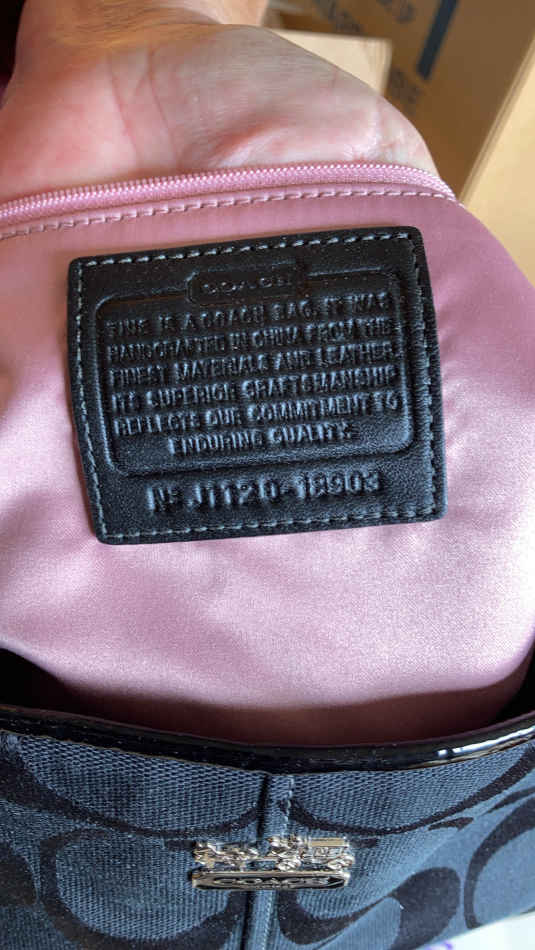 COACH
THIS IS A COACH BAG. IT WAS
HANDCRAFTED IN CHINA FROM THE
FINEST MATERIALS AND LEATHER.
ITS SUPERIOR CRAFTSMANSHIP
REFLECTS OUR COMMITMENT TO
ENDURING QUALITY.
Nº J1120-18903
COACH